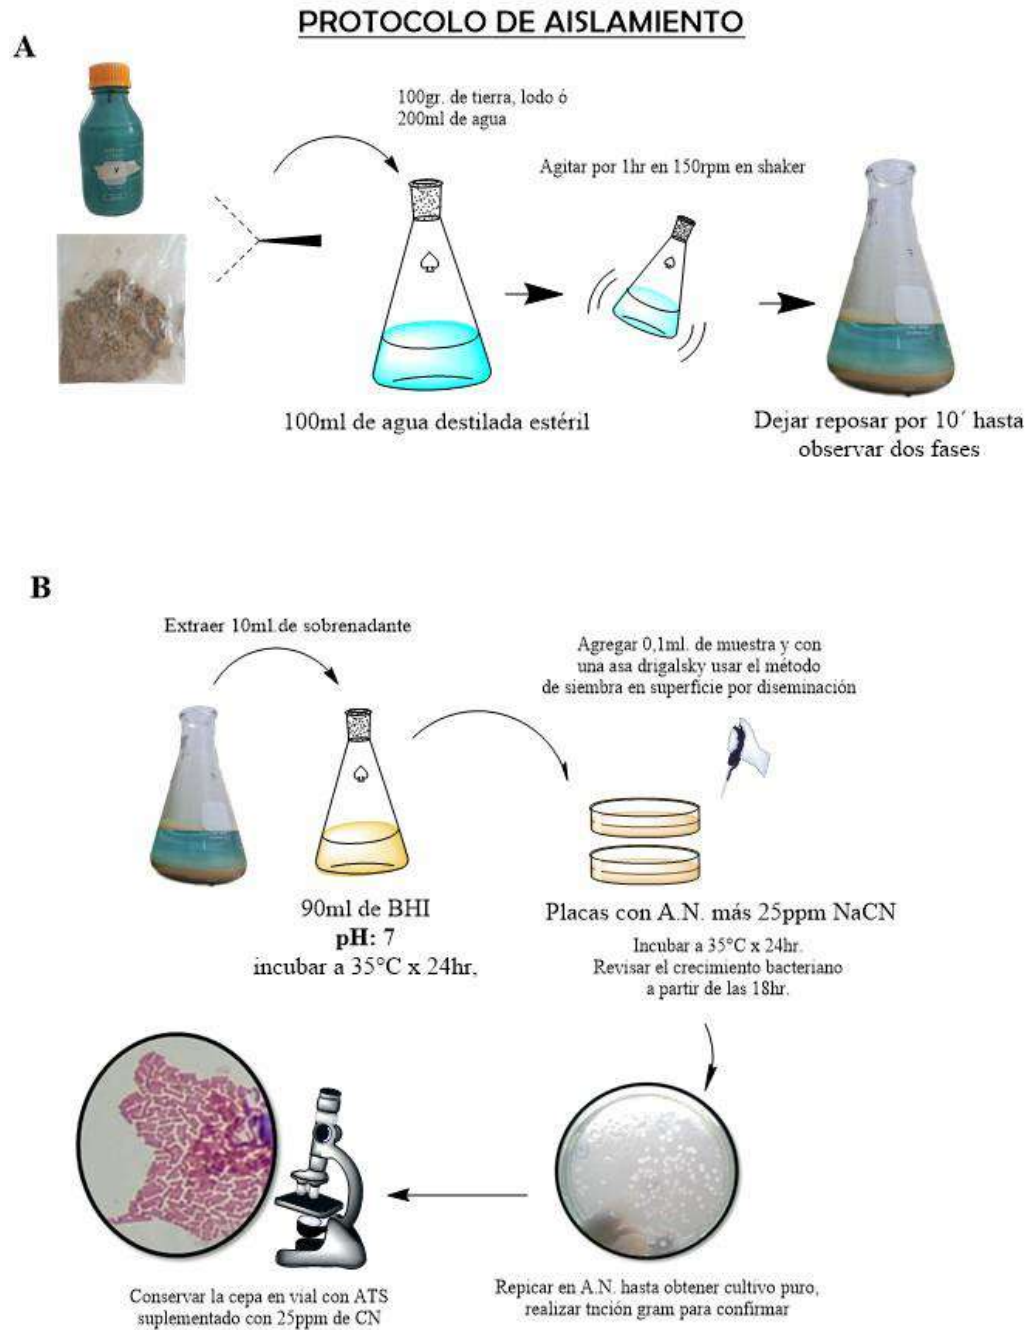 PROTOCOLO DE AISLAMIENTO
A
100gr. de tierra, lodo ó
200ml de agua
Agitar por 1hr en 150rpm en shaker
100ml de agua destilada estéril
Dejar reposar por 10´ hasta
observar dos fases
B
Extraer 10ml.de sobrenadante
Agregar 0,1ml. de muestra y con
una asa drigalsky usar el método
de siembra en superficie por diseminación
90ml de BHI
pH: 7
incubar a 35°C x 24hr,
Placas con A.N. más 25ppm NaCN
Incubar a 35°C x 24hr.
Revisar el crecimiento bacteriano
a partir de las 18hr.
Conservar la cepa en vial con ATS
suplementado con 25ppm de CN
Repicar en A.N. hasta obtener cultivo puro,
realizar tnción gram para confirmar